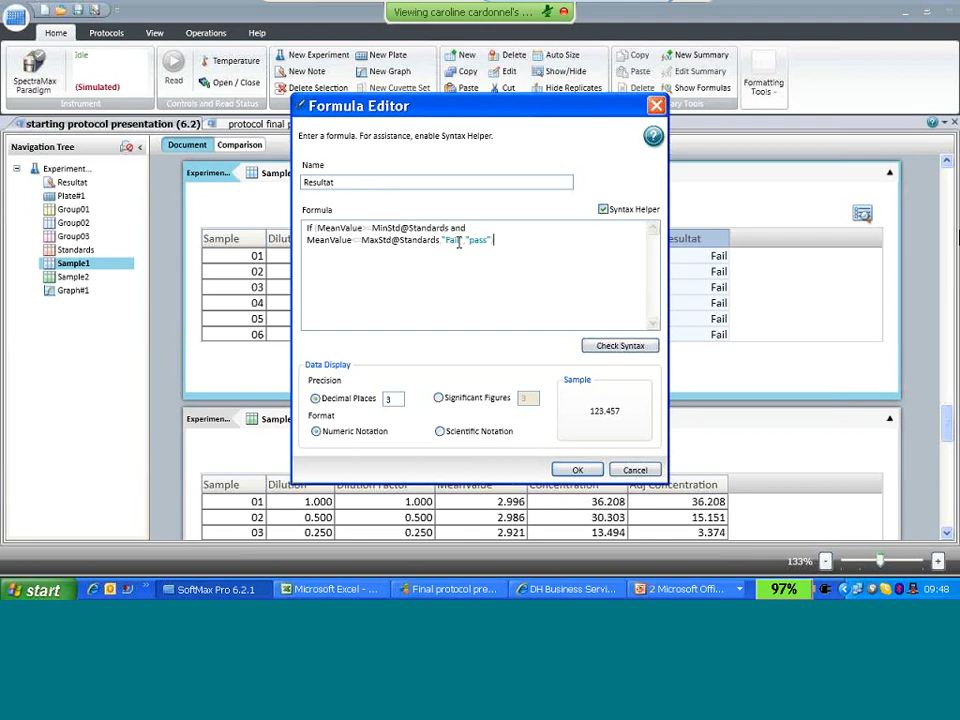 Viewing caroline cardonnel's ...
Home Protocols View Operations Help
Idle
(Simulated)
SpectraMax
Paradigm
Instrument
Read
Temperature
Open / Close
Controls and Read Status
New Experiment New Plate
New Note New Graph
Delete Selection New Cuvette Set
New Delete Auto Size
Copy Edit Show/Hide
Paste Cut Hide Replicates
Copy New Summary
Paste Edit Summary
Delete Show Formulas
Formatting
Tools
starting protocol presentation (6.2) protocol final p
Navigation Tree
Experiment...
Resultat
Plate#1
Group01
Group02
Group03
Standards
Sample1
Sample2
Graph#1
Document Comparison
Experimen...
Sample
01
02
03
04
05
06
Formula Editor
Enter a formula. For assistance, enable Syntax Helper.
Name
Resultat
Formula
Syntax Helper
If (MeanValue MinStd@Standards and
MeanValue MaxStd@Standards "Fail" "pass"
Check Syntax
Data Display
Precision
Decimal Places 3 Significant Figures 3
Format
Numeric Notation Scientific Notation
Sample
123.457
OK Cancel
Fail
Fail
Fail
Fail
Fail
Fail
Experimen...
Sample Dilution Dilution Factor MeanValue Concentration Adj Concentration
01 1.000 1.000 2.996 36.208 36.208
02 0.500 0.500 2.986 30.303 15.151
03 0.250 0.250 2.921 13.494 3.374
133%
start
SoftMax Pro 6.2.1
Microsoft Excel - ...
Final protocol pre...
DH Business Servi...
2 Microsoft Offi...
97%
09:48